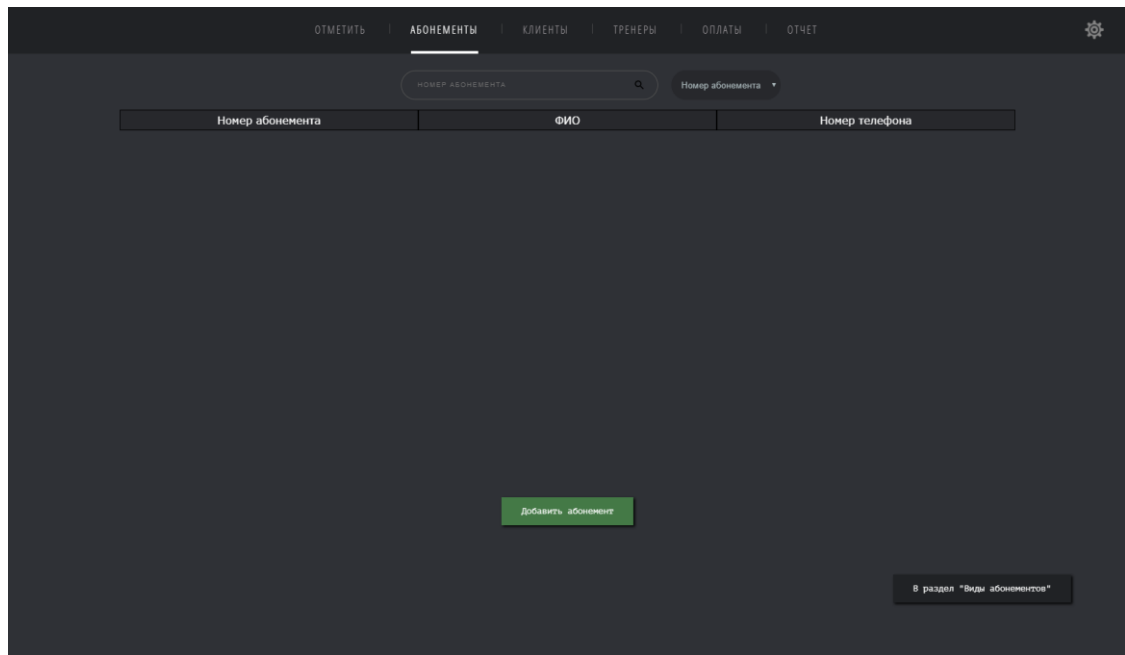 ОТМЕТИТЬ | АБОНЕМЕНТЫ | КЛИЕНТЫ | ТРЕНЕРЫ | ОПЛАТЫ | ОТЧЕТ
НОМЕР АБОНЕМЕНТА Номер абонемента
Номер абонемента ФИО Номер телефона
Добавить абонемент
В раздел "Виды абонементов"